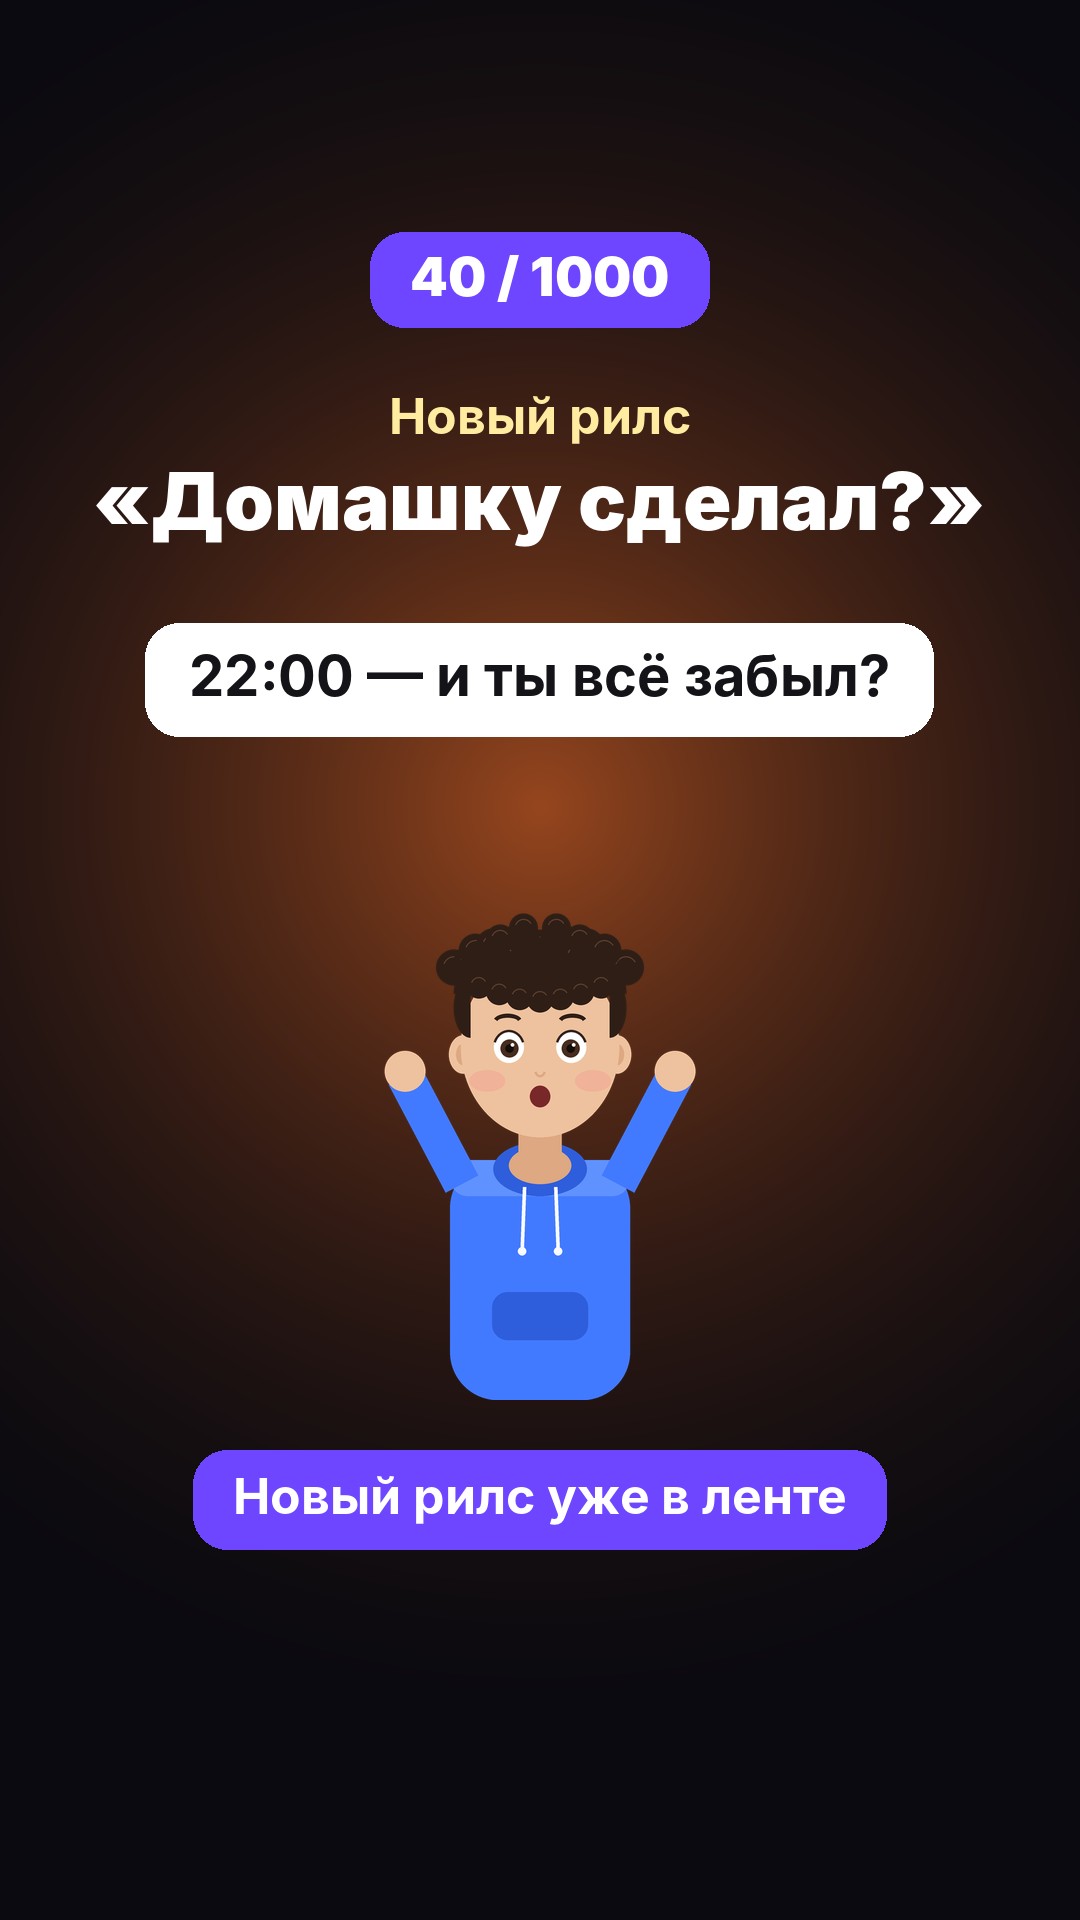 40 / 1000
Новый рилс
«Домашку сделал?»
22:00 — и ты всё забыл?
Новый рилс уже в ленте